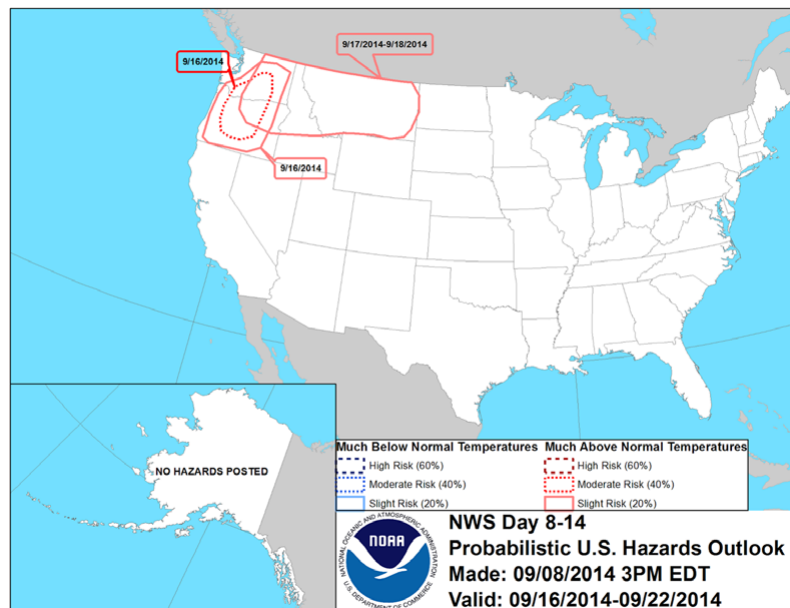 9/17/2014-9/18/2014
9/16/2014
9/16/2014
NO HAZARDS POSTED
Much Below Normal Temperatures
High Risk (60%)
Moderate Risk (40%)
Slight Risk (20%)
Much Above Normal Temperatures
High Risk (60%)
Moderate Risk (40%)
Slight Risk (20%)
NATIONAL OCEANIC AND ATMOSPHERIC ADMINISTRATION
NOAA
U.S. DEPARTMENT OF COMMERCE
NWS Day 8-14
Probabilistic U.S. Hazards Outlook
Made: 09/08/2014 3PM EDT
Valid: 09/16/2014-09/22/2014